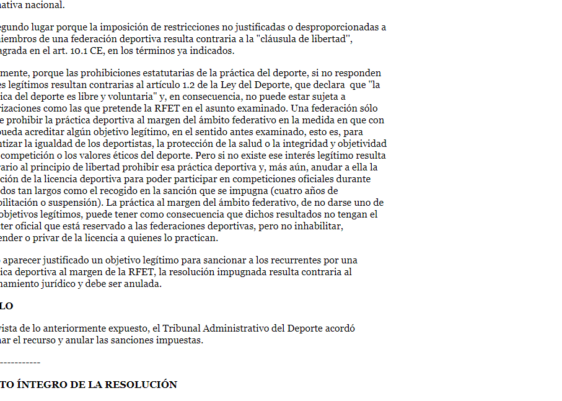 ativa nacional.
egundo lugar porque la imposición de restricciones no justificadas o desproporcionadas a
iembros de una federación deportiva resulta contraria a la "cláusula de libertad",
agrada en el art. 10.1 CE, en los términos ya indicados.
mente, porque las prohibiciones estatutarias de la práctica del deporte, si no responden
es legítimos resultan contrarias al artículo 1.2 de la Ley del Deporte, que declara que "la
ica del deporte es libre y voluntaria" y, en consecuencia, no puede estar sujeta a
rizaciones como las que pretende la RFET en el asunto examinado. Una federación sólo
e prohibir la práctica deportiva al margen del ámbito federativo en la medida en que con
pueda acreditar algún objetivo legítimo, en el sentido antes examinado, esto es, para
ntizar la igualdad de los deportistas, la protección de la salud o la integridad y objetividad
competición o los valores éticos del deporte. Pero si no existe ese interés legítimo resulta
rario al principio de libertad prohibir esa práctica deportiva y, más aún, anudar a ella la
ción de la licencia deportiva para poder participar en competiciones oficiales durante
dos tan largos como el recogido en la sanción que se impugna (cuatro años de
bilitación o suspensión). La práctica al margen del ámbito federativo, de no darse uno de
objetivos legítimos, puede tener como consecuencia que dichos resultados no tengan el
ter oficial que está reservado a las federaciones deportivas, pero no inhabilitar,
ender o privar de la licencia a quienes lo practican.
aparecer justificado un objetivo legítimo para sancionar a los recurrentes por una
ica deportiva al margen de la RFET, la resolución impugnada resulta contraria al
namiento jurídico y debe ser anulada.
LO
vista de lo anteriormente expuesto, el Tribunal Administrativo del Deporte acordó
nar el recurso y anular las sanciones impuestas.
-----------
TO ÍNTEGRO DE LA RESOLUCIÓN